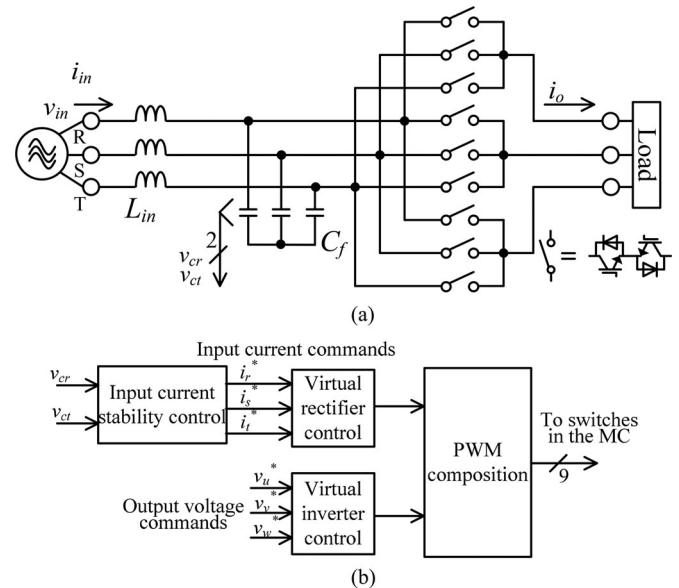 i_in
v_in
R
S
T
L_in
2
v_cr
v_ct
C_f
i_o
Load
=
(a)
Input current commands
v_cr
v_ct
Input current
stability control
i_r*
i_s*
i_t*
Virtual
rectifier
control
PWM
composition
To switches
in the MC
9
Output voltage
commands
v_u*
v_v*
v_w*
Virtual
inverter
control
(b)